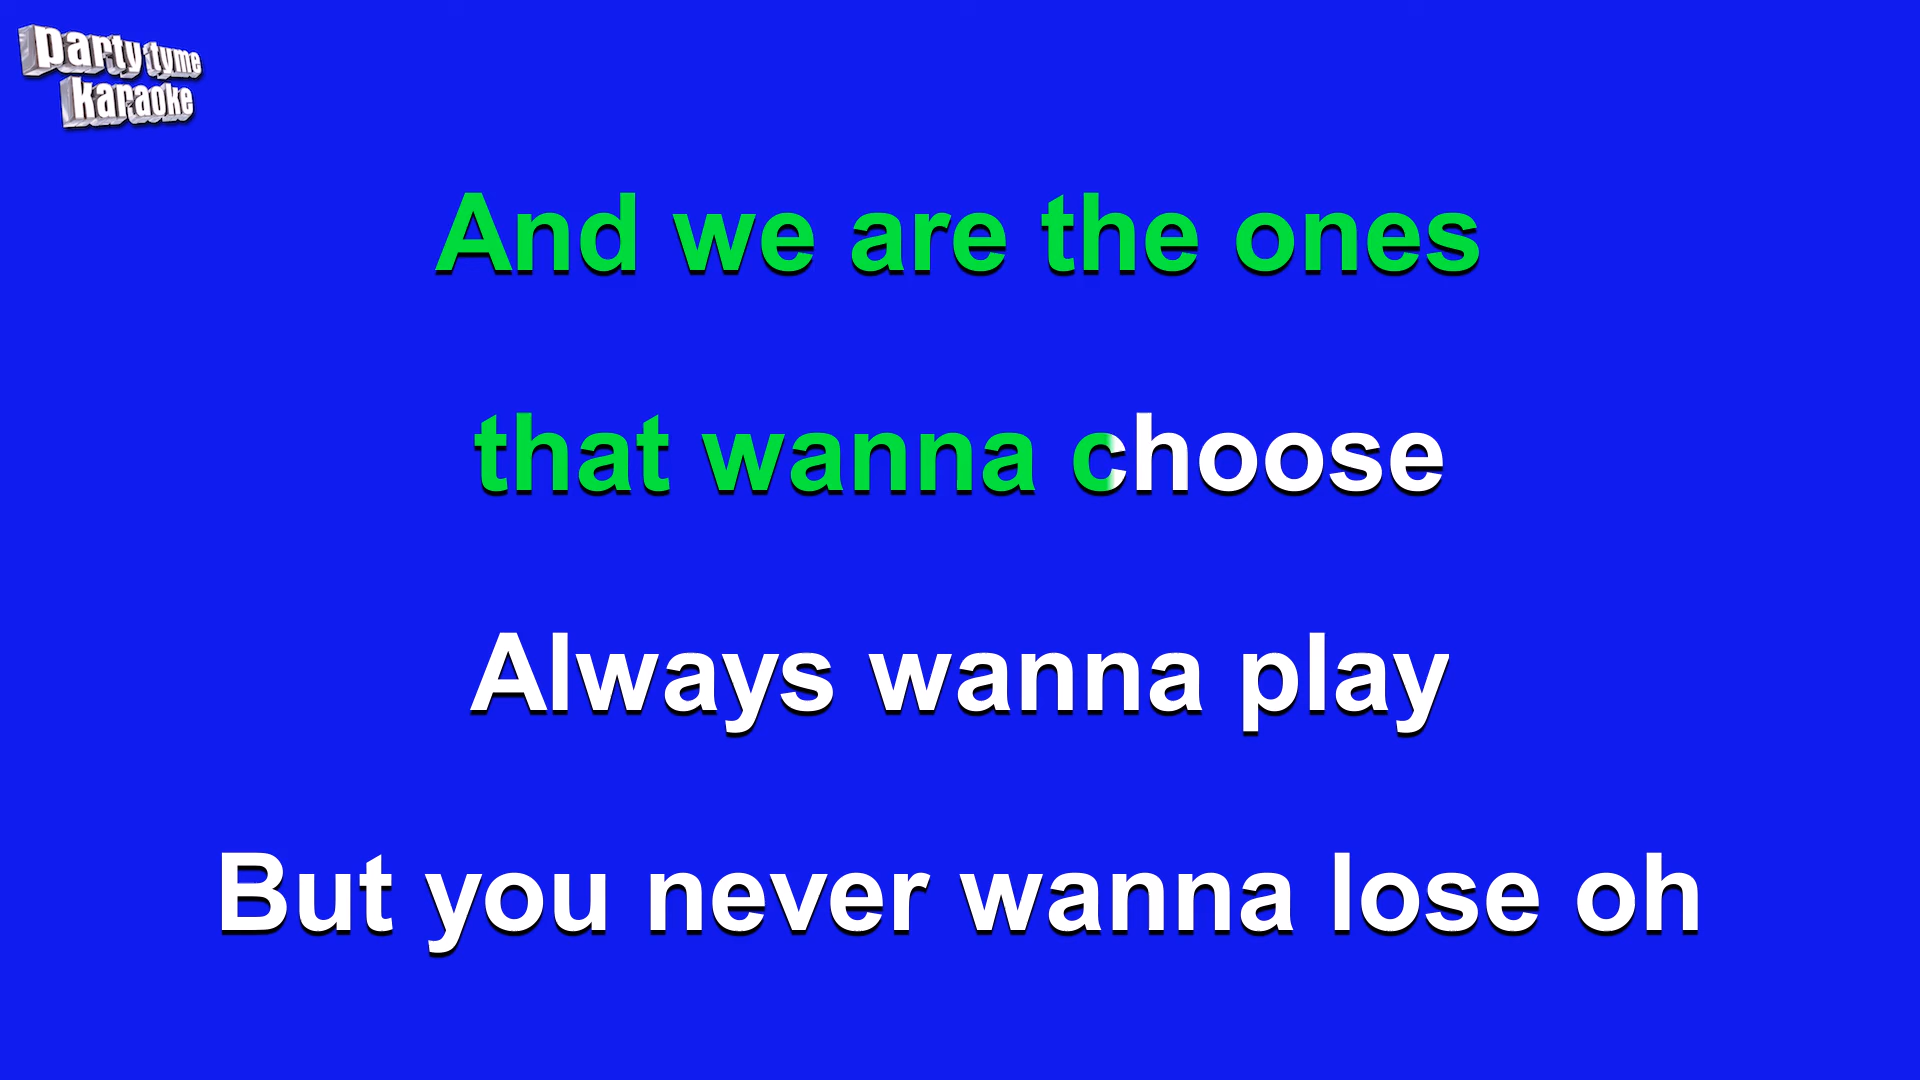 party tyme
karaoke
And we are the ones
that wanna choose
Always wanna play
But you never wanna lose oh